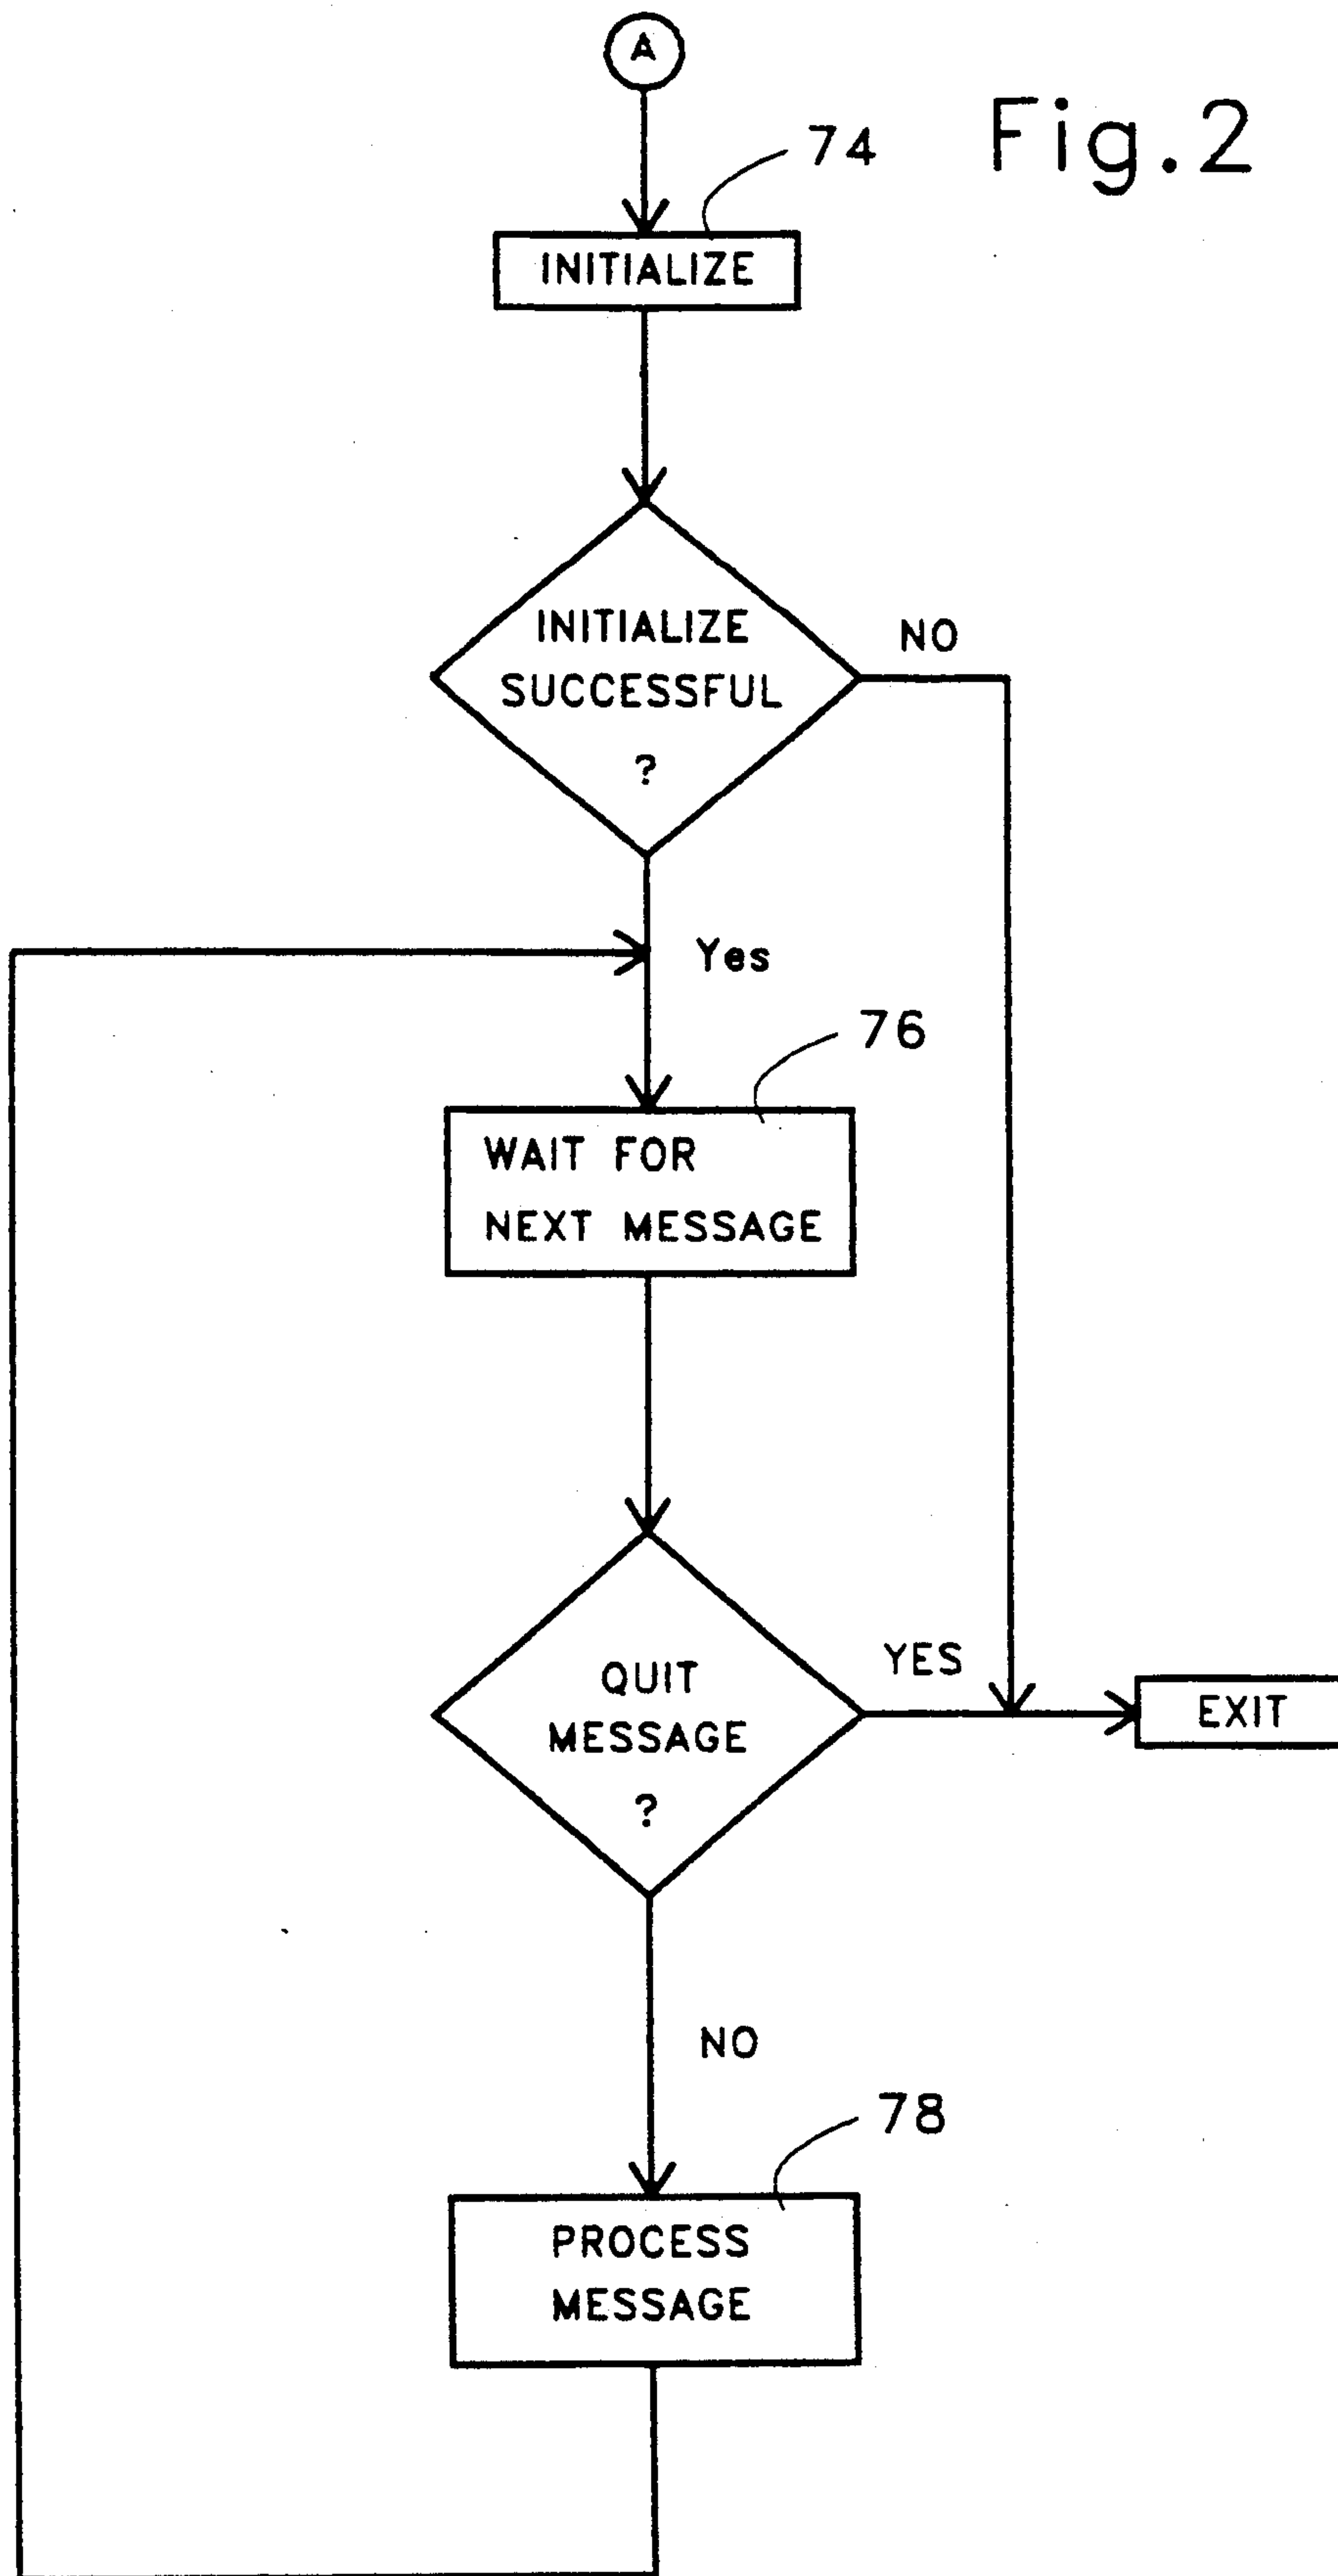 A
Fig.2
74
INITIALIZE
INITIALIZE
SUCCESSFUL
?
NO
Yes
76
WAIT FOR
NEXT MESSAGE
QUIT
MESSAGE
?
YES
EXIT
NO
78
PROCESS
MESSAGE